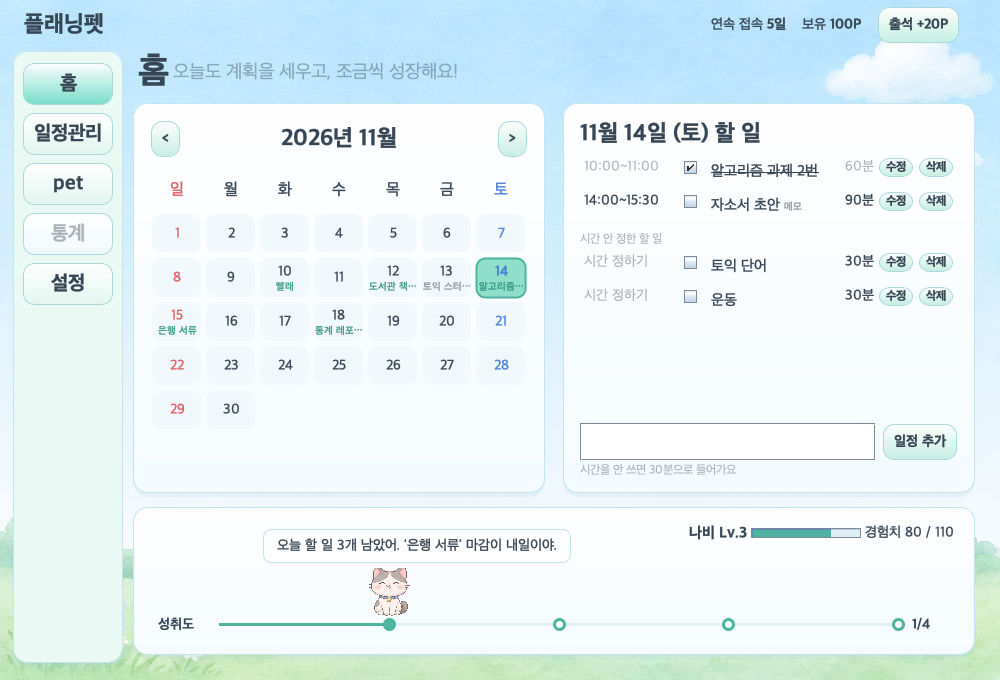 플래닝펫
연속 접속 5일 보유 100P 출석 +20P
홈
일정관리
pet
통계
설정
홈 오늘도 계획을 세우고, 조금씩 성장해요!
< 2026년 11월 >
일 월 화 수 목 금 토
1 2 3 4 5 6 7
8 9 10 11 12 13 14
빨래 도서관 책… 토익 스터… 알고리즘…
15 16 17 18 19 20 21
은행 서류 통계 레포…
22 23 24 25 26 27 28
29 30
11월 14일 (토) 할 일
10:00~11:00 알고리즘 과제 2번 60분 수정 삭제
14:00~15:30 자소서 초안 메모 90분 수정 삭제
시간 안 정한 할 일
시간 정하기 토익 단어 30분 수정 삭제
시간 정하기 운동 30분 수정 삭제
일정 추가
시간을 안 쓰면 30분으로 들어가요
나비 Lv.3 경험치 80 / 110
오늘 할 일 3개 남았어. '은행 서류' 마감이 내일이야.
성취도 1/4